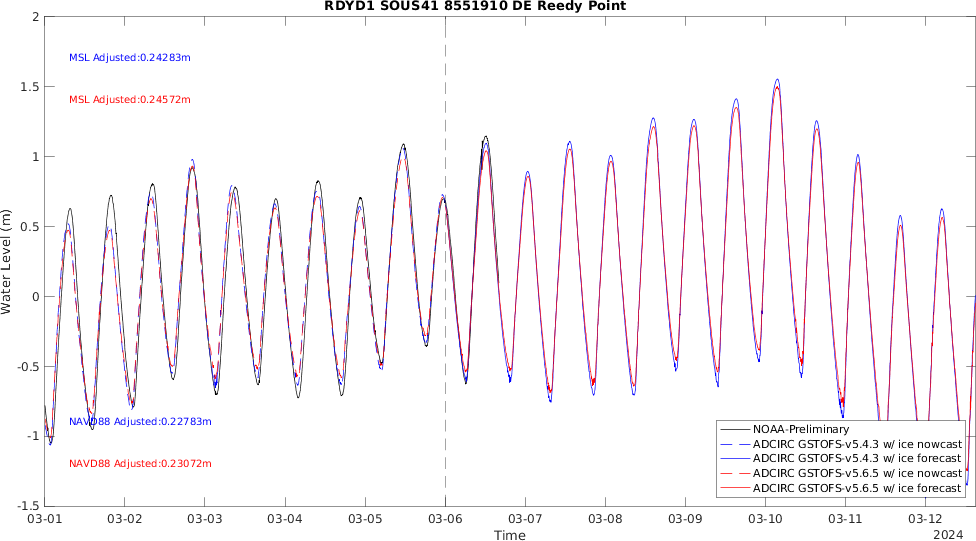 RDYD1 SOUS41 8551910 DE Reedy Point
2
1.5
1
0.5
0
-0.5
-1
-1.5
Water Level (m)
MSL Adjusted:0.24283m
MSL Adjusted:0.24572m
NAVD88 Adjusted:0.22783m
NAVD88 Adjusted:0.23072m
NOAA-Preliminary
ADCIRC GSTOFS-v5.4.3 w/ ice nowcast
ADCIRC GSTOFS-v5.4.3 w/ ice forecast
ADCIRC GSTOFS-v5.6.5 w/ ice nowcast
ADCIRC GSTOFS-v5.6.5 w/ ice forecast
03-01 03-02 03-03 03-04 03-05 03-06 03-07 03-08 03-09 03-10 03-11 03-12
Time
2024